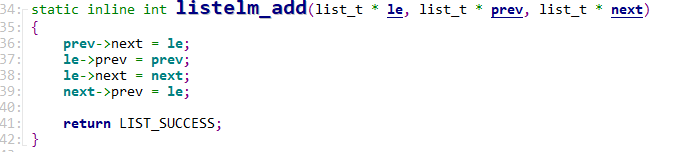 34: static inline int listelm_add(list_t * le, list_t * prev, list_t * next)
35: {
36:     prev->next = le;
37:     le->prev = prev;
38:     le->next = next;
39:     next->prev = le;
40:
41:     return LIST_SUCCESS;
42: }